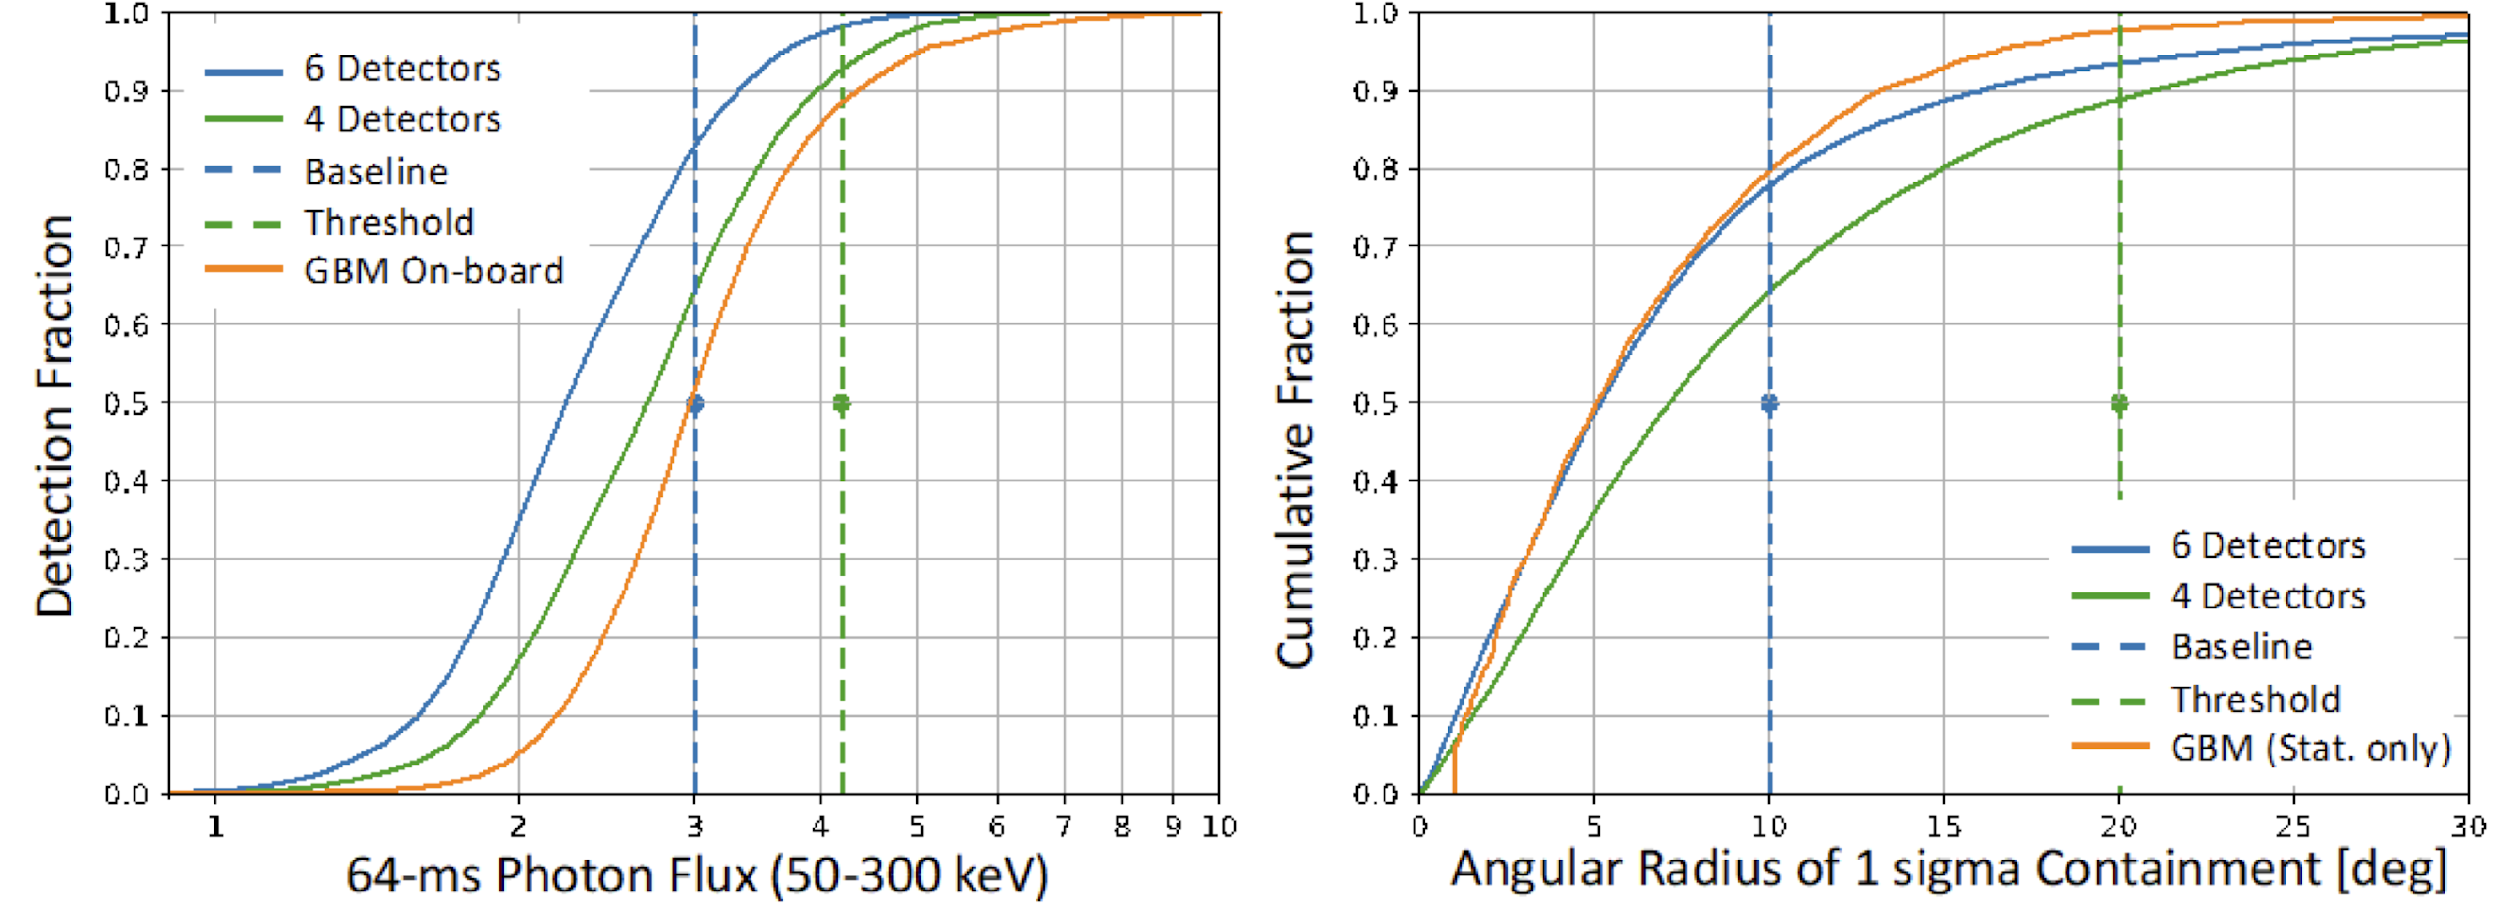 Detection Fraction
1.0
0.9
0.8
0.7
0.6
0.5
0.4
0.3
0.2
0.1
0.0
6 Detectors
4 Detectors
Baseline
Threshold
GBM On-board
1 2 3 4 5 6 7 8 9 10
64-ms Photon Flux (50-300 keV)
Cumulative Fraction
1.0
0.9
0.8
0.7
0.6
0.5
0.4
0.3
0.2
0.1
0.0
6 Detectors
4 Detectors
Baseline
Threshold
GBM (Stat. only)
0 5 10 15 20 25 30
Angular Radius of 1 sigma Containment [deg]